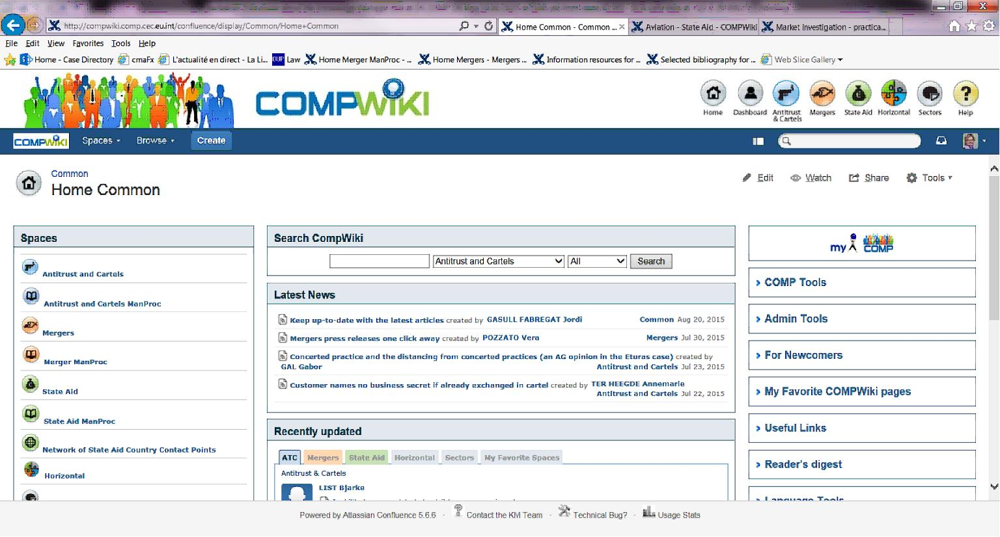 http://compwiki.comp.cec.eu.int/confluence/display/Common/Home+Common
Home Common - Common ...
Aviation - State Aid - COMPWiki
Market Investigation - practica...
File Edit View Favorites Tools Help
Home - Case Directory
cmaFx
L'actualité en direct - La Li...
OUP Law
Home Merger ManProc - ...
Home Mergers - Mergers ...
Information resources for ...
Selected bibliography for ...
Web Slice Gallery
COMPWIKI
Home
Dashboard
Antitrust & Cartels
Mergers
State Aid
Horizontal
Sectors
Help
COMPWIKI Spaces Browse Create
Common
Home Common
Edit Watch Share Tools
Spaces
Antitrust and Cartels
Antitrust and Cartels ManProc
Mergers
Merger ManProc
State Aid
State Aid ManProc
Network of State Aid Country Contact Points
Horizontal
Search CompWiki
Antitrust and Cartels All Search
Latest News
Keep up-to-date with the latest articles created by GASULL FABREGAT Jordi Common Aug 20, 2015
Mergers press releases one click away created by POZZATO Vera Mergers Jul 30, 2015
Concerted practice and the distancing from concerted practices (an AG opinion in the Eturas case) created by
GAL Gabor Antitrust and Cartels Jul 23, 2015
Customer names no business secret if already exchanged in cartel created by TER HEEGDE Annemarie
Antitrust and Cartels Jul 22, 2015
Recently updated
ATC Mergers State Aid Horizontal Sectors My Favorite Spaces
Antitrust & Cartels
LIST Bjarke
my COMP
COMP Tools
Admin Tools
For Newcomers
My Favorite COMPWiki pages
Useful Links
Reader's digest
Language Tools
Powered by Atlassian Confluence 5.6.6 · Contact the KM Team · Technical Bug? · Usage Stats